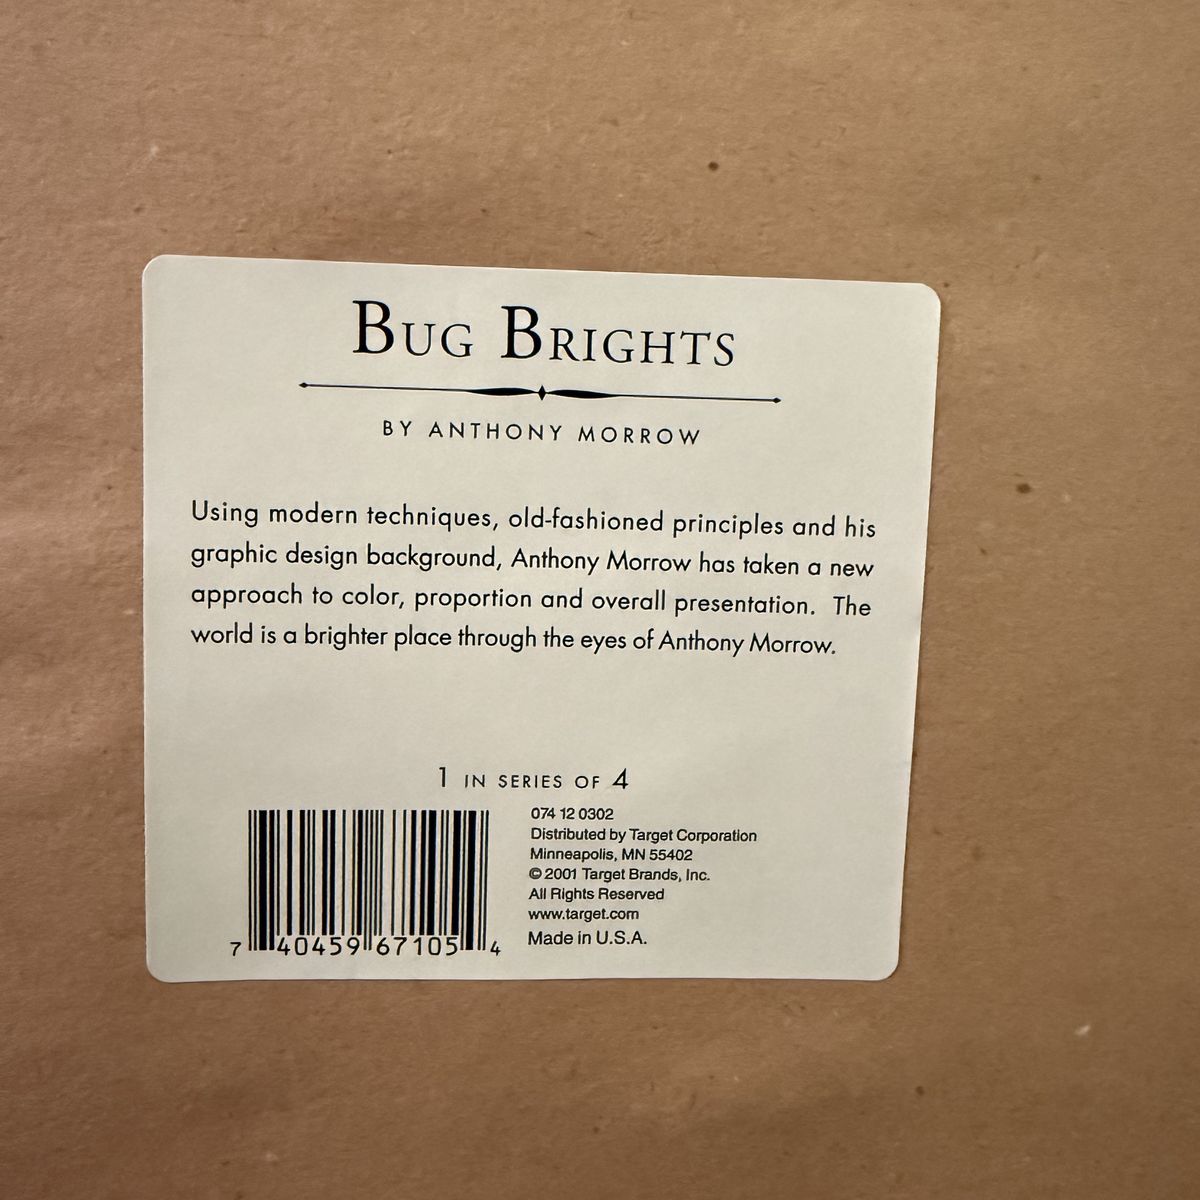 BUG BRIGHTS
BY ANTHONY MORROW
Using modern techniques, old-fashioned principles and his
graphic design background, Anthony Morrow has taken a new
approach to color, proportion and overall presentation. The
world is a brighter place through the eyes of Anthony Morrow.
1 IN SERIES OF 4
074 12 0302
Distributed by Target Corporation
Minneapolis, MN 55402
© 2001 Target Brands, Inc.
All Rights Reserved
www.target.com
Made in U.S.A.
7 40459 67105 4